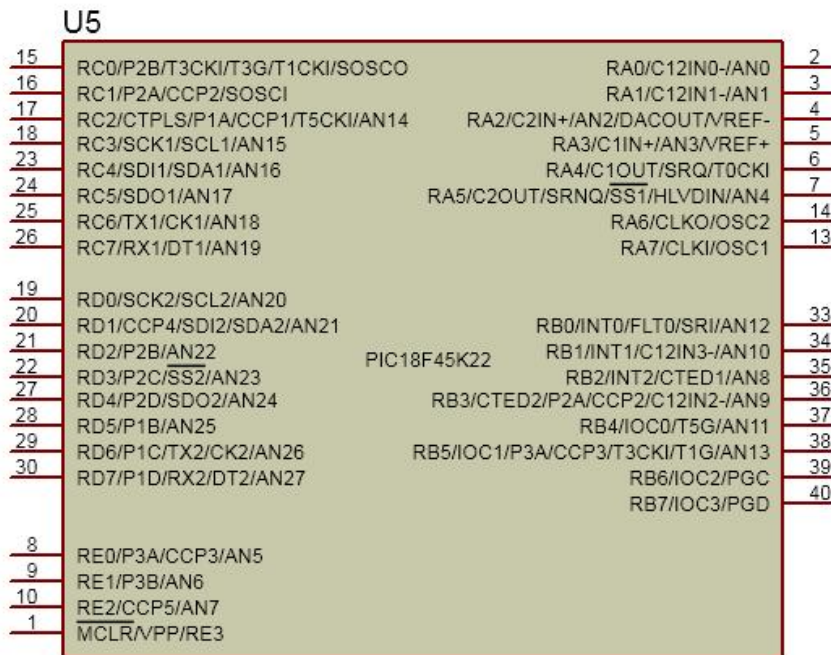 U5
15 RC0/P2B/T3CKI/T3G/T1CKI/SOSCO
16 RC1/P2A/CCP2/SOSCI
17 RC2/CTPLS/P1A/CCP1/T5CKI/AN14
18 RC3/SCK1/SCL1/AN15
23 RC4/SDI1/SDA1/AN16
24 RC5/SDO1/AN17
25 RC6/TX1/CK1/AN18
26 RC7/RX1/DT1/AN19
19 RD0/SCK2/SCL2/AN20
20 RD1/CCP4/SDI2/SDA2/AN21
21 RD2/P2B/AN22
22 RD3/P2C/SS2/AN23
27 RD4/P2D/SDO2/AN24
28 RD5/P1B/AN25
29 RD6/P1C/TX2/CK2/AN26
30 RD7/P1D/RX2/DT2/AN27
8 RE0/P3A/CCP3/AN5
9 RE1/P3B/AN6
10 RE2/CCP5/AN7
1 MCLR/VPP/RE3
PIC18F45K22
RA0/C12IN0-/AN0 2
RA1/C12IN1-/AN1 3
RA2/C2IN+/AN2/DACOUT/VREF- 4
RA3/C1IN+/AN3/VREF+ 5
RA4/C1OUT/SRQ/T0CKI 6
RA5/C2OUT/SRNQ/SS1/HLVDIN/AN4 7
RA6/CLKO/OSC2 14
RA7/CLKI/OSC1 13
RB0/INT0/FLT0/SRI/AN12 33
RB1/INT1/C12IN3-/AN10 34
RB2/INT2/CTED1/AN8 35
RB3/CTED2/P2A/CCP2/C12IN2-/AN9 36
RB4/IOC0/T5G/AN11 37
RB5/IOC1/P3A/CCP3/T3CKI/T1G/AN13 38
RB6/IOC2/PGC 39
RB7/IOC3/PGD 40